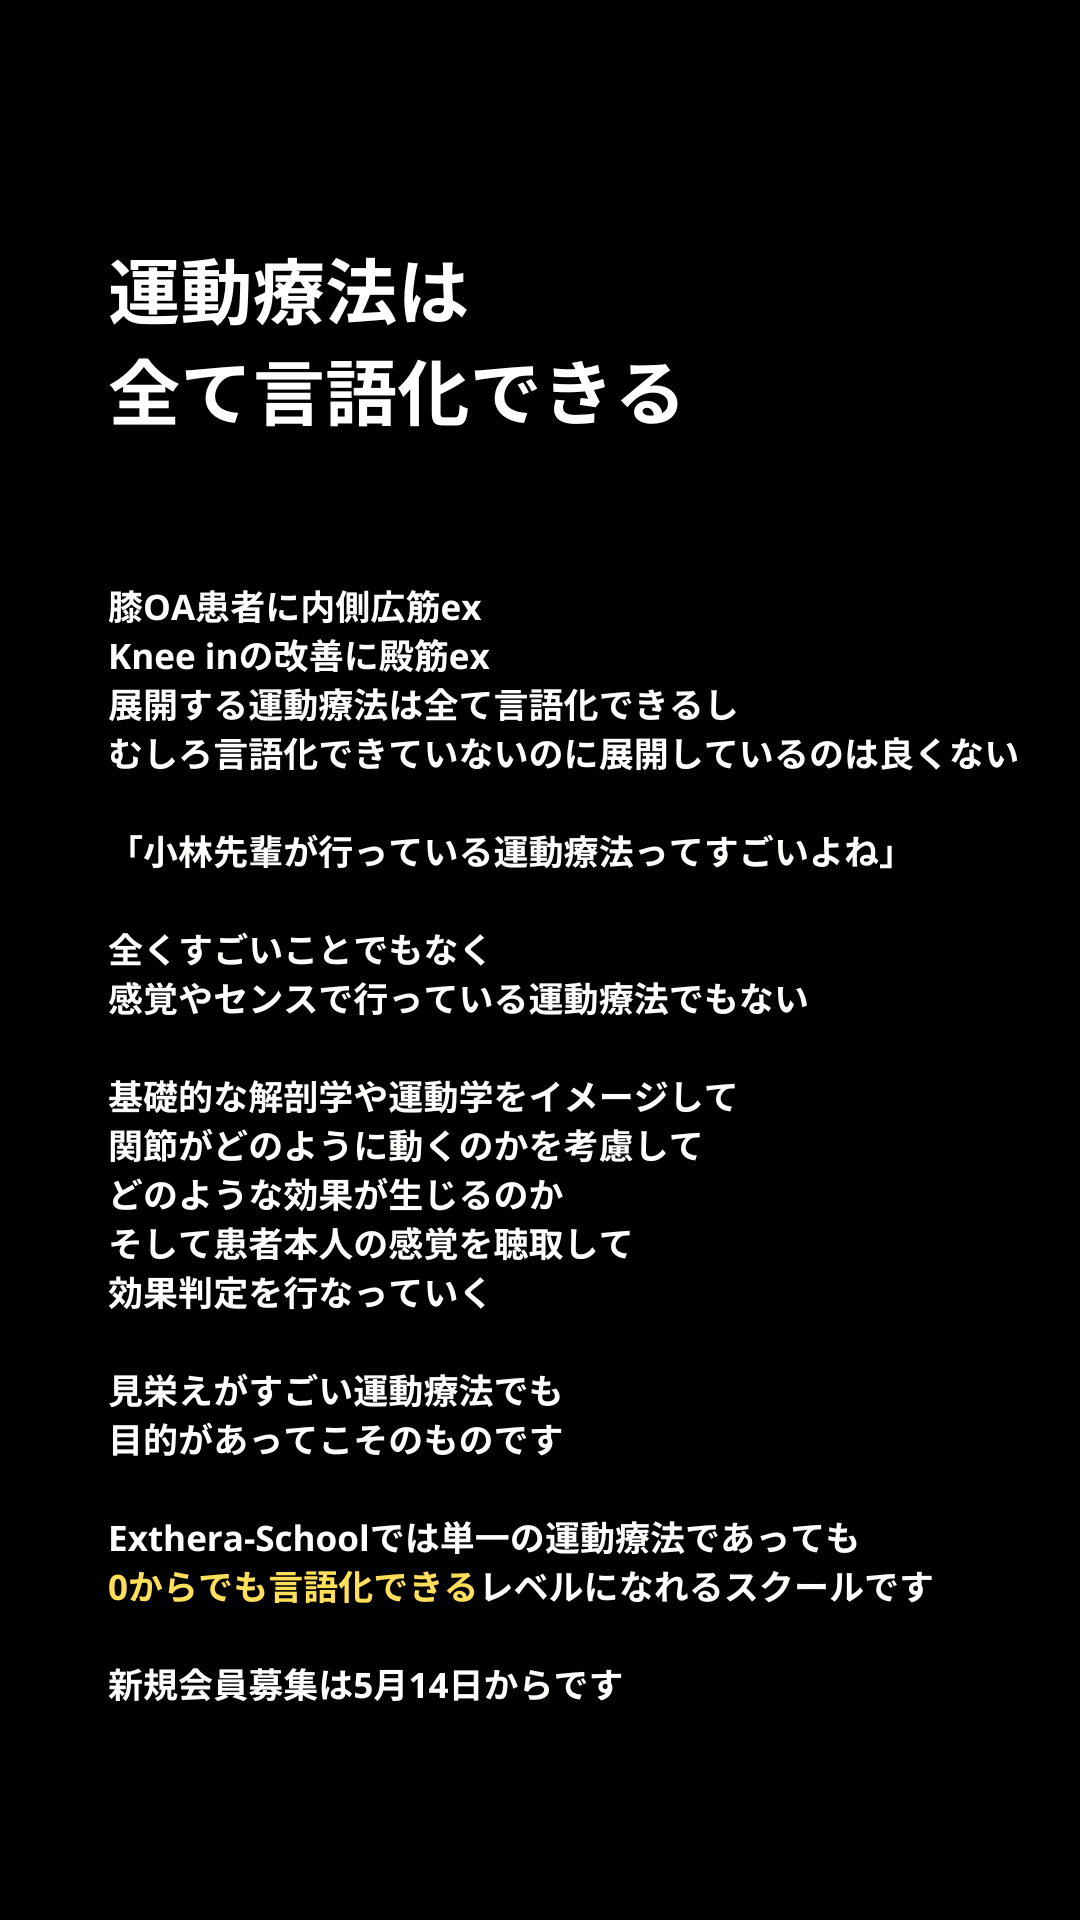 運動療法は
全て言語化できる
膝OA患者に内側広筋ex
Knee inの改善に殿筋ex
展開する運動療法は全て言語化できるし
むしろ言語化できていないのに展開しているのは良くない
「小林先輩が行っている運動療法ってすごいよね」
全くすごいことでもなく
感覚やセンスで行っている運動療法でもない
基礎的な解剖学や運動学をイメージして
関節がどのように動くのかを考慮して
どのような効果が生じるのか
そして患者本人の感覚を聴取して
効果判定を行なっていく
見栄えがすごい運動療法でも
目的があってこそのものです
Exthera-Schoolでは単一の運動療法であっても
0からでも言語化できるレベルになれるスクールです
新規会員募集は5月14日からです